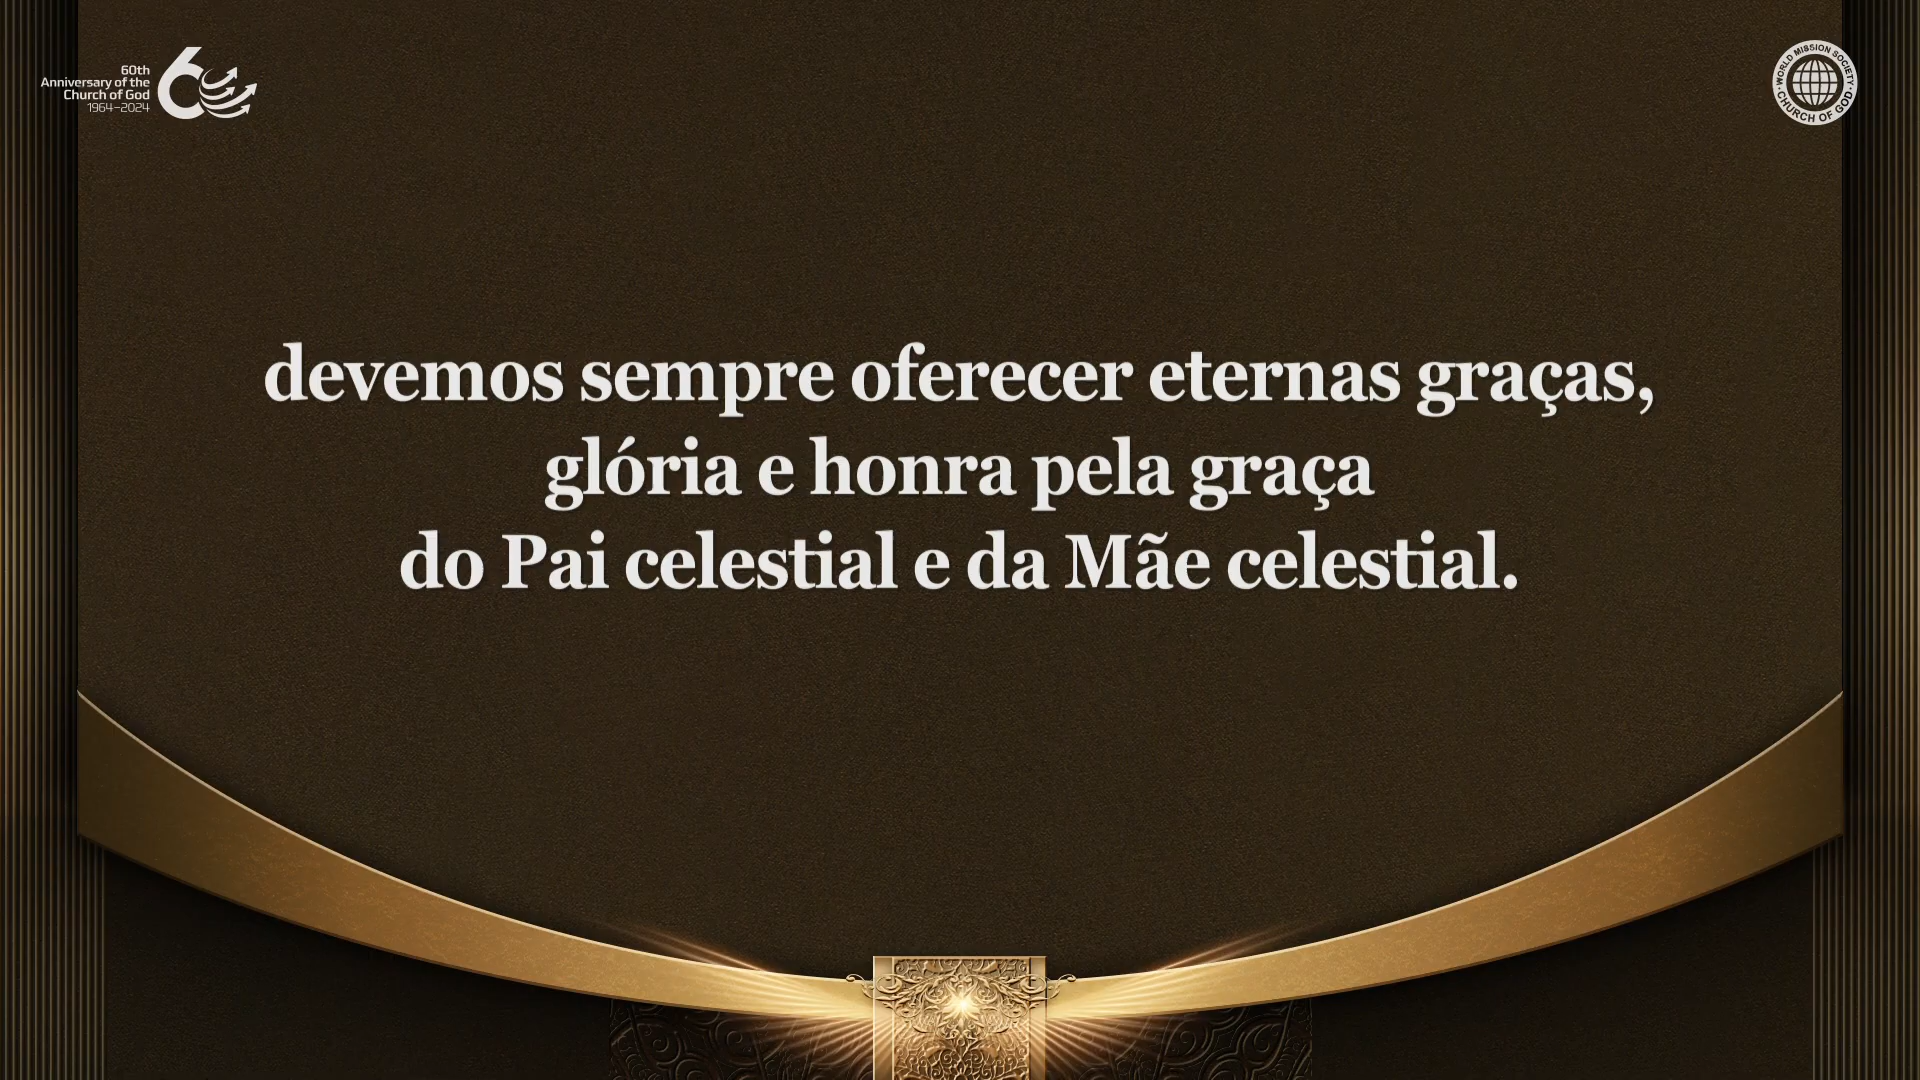 60th
Anniversary of the
Church of God
1964–2024
60
WORLD MISSION SOCIETY
CHURCH OF GOD
devemos sempre oferecer eternas graças,
glória e honra pela graça
do Pai celestial e da Mãe celestial.